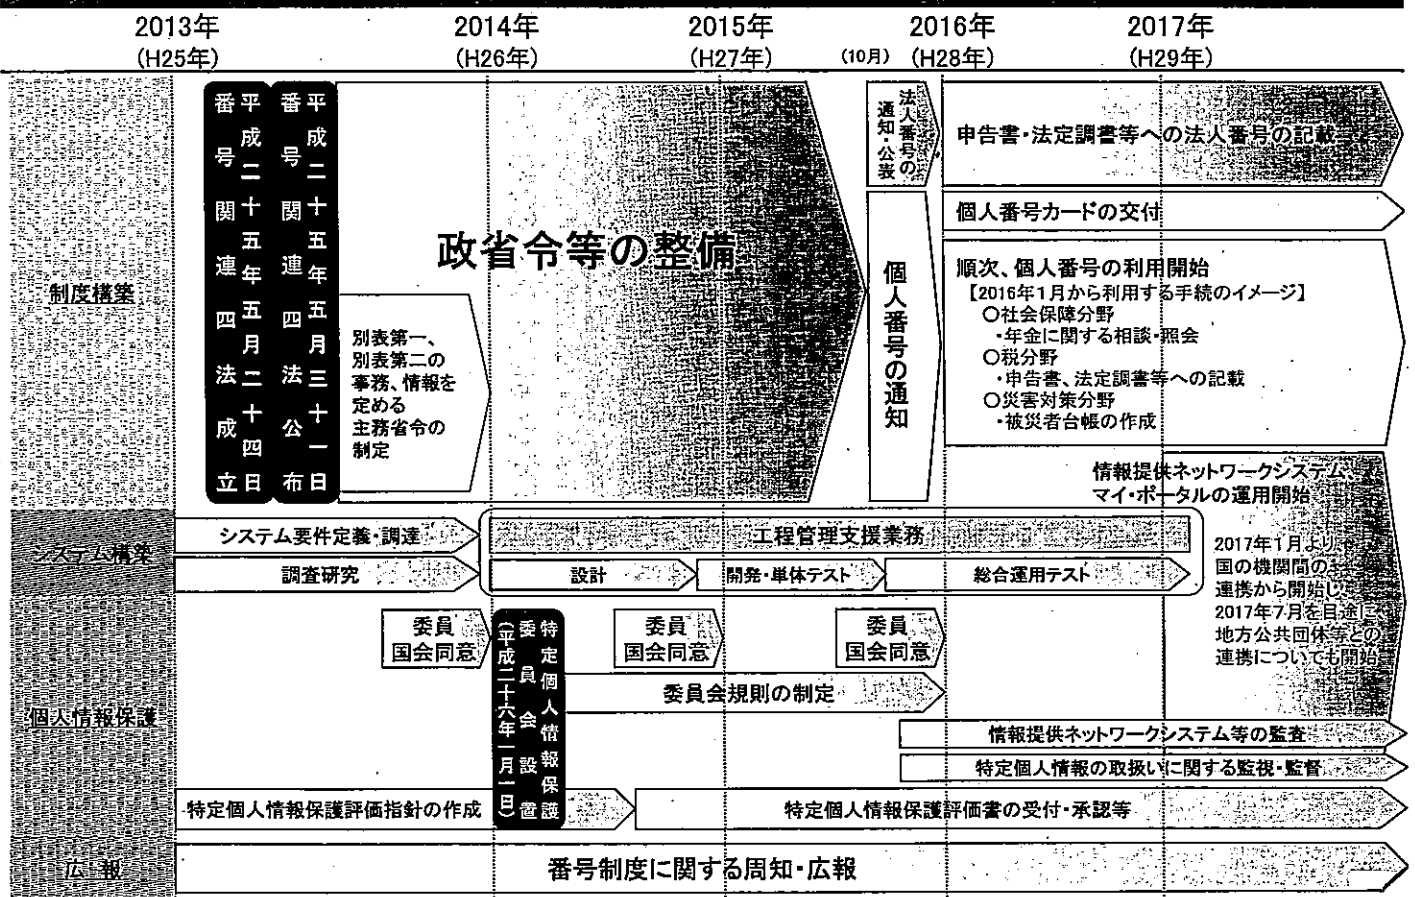 2013年
(H25年)
2014年
(H26年)
2015年
(H27年)
(10月)
2016年
(H28年)
2017年
(H29年)
制度構築
平成二十五年五月二十四日
番号関連四法成立
平成二十五年五月三十一日
番号関連四法公布
政省令等の整備
別表第一、
別表第二の
事務、情報を
定める
主務省令の
制定
法人番号の
通知・公表
個人番号の通知
申告書・法定調書等への法人番号の記載
個人番号カードの交付
順次、個人番号の利用開始
【2016年1月から利用する手続のイメージ】
○社会保障分野
・年金に関する相談・照会
○税分野
・申告書、法定調書等への記載
○災害対策分野
・被災者台帳の作成
情報提供ネットワークシステム
マイ・ポータルの運用開始
2017年1月より
国の機関間の
連携から開始し
2017年7月を目途に
地方公共団体等との
連携についても開始
システム構築
システム要件定義・調達
工程管理支援業務
調査研究
設計
開発・単体テスト
総合運用テスト
個人情報保護
委員
国会同意
特定個人情報保護
委員会設置
(平成二十六年一月一日)
委員
国会同意
委員
国会同意
委員会規則の制定
情報提供ネットワークシステム等の監査
特定個人情報の取扱いに関する監視・監督
特定個人情報保護評価指針の作成
特定個人情報保護評価書の受付・承認等
広報
番号制度に関する周知・広報